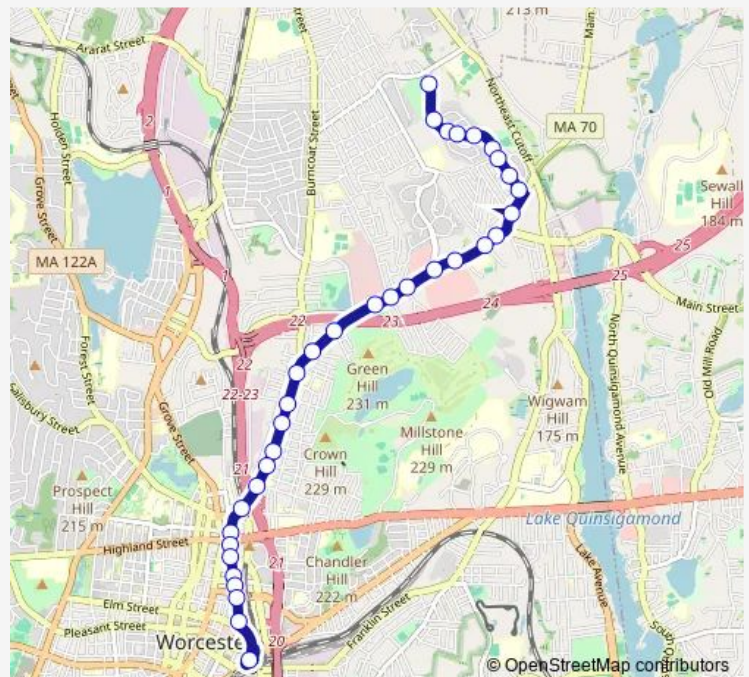 213 m
Main
Ararat Street
Holden Street
Grove Street
2
1
Burncoat Street
Northeast Cutoff
MA 70
Sewall
Hill
184 m
MA 122A
1
25
25
24
22
23
Main Street
Forest Street
22
22-23
Green
Hill
231 m
North Quinsigamond Avenue
Old Mill Road
Salisbury Street
Grove Street
Wigwam
Hill
175 m
Millstone
Hill
229 m
Crown
Hill
229 m
21
Prospect
Hill
215 m
Lake Quinsigamond
Highland Street
21
Chandler
Hill
222 m
Lake Avenue
Elm Street
Pleasant Street
Franklin Street
20
Worceste
South
© OpenStreetMap contributors